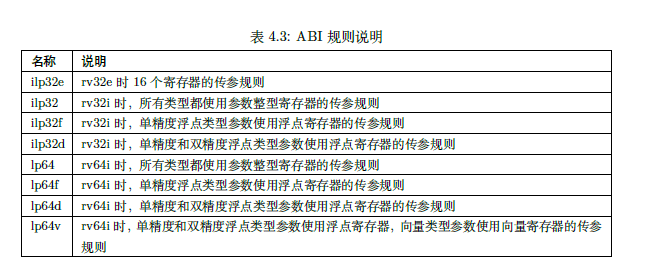 表 4.3: ABI 规则说明
名称 说明
ilp32e rv32e 时 16 个寄存器的传参规则
ilp32 rv32i 时，所有类型都使用参数整型寄存器的传参规则
ilp32f rv32i 时，单精度浮点类型参数使用浮点寄存器的传参规则
ilp32d rv32i 时，单精度和双精度浮点类型参数使用浮点寄存器的传参规则
lp64 rv64i 时，所有类型都使用参数整型寄存器的传参规则
lp64f rv64i 时，单精度浮点类型参数使用浮点寄存器的传参规则
lp64d rv64i 时，单精度和双精度浮点类型参数使用浮点寄存器的传参规则
lp64v rv64i 时，单精度和双精度浮点类型参数使用浮点寄存器，向量类型参数使用向量寄存器的传参
规则